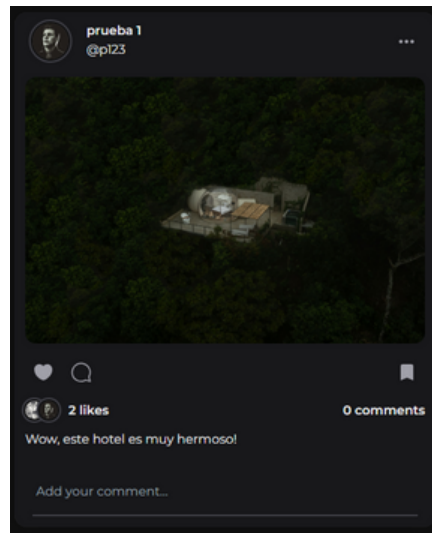 prueba 1
@p123
2 likes
0 comments
Wow, este hotel es muy hermoso!
Add your comment...